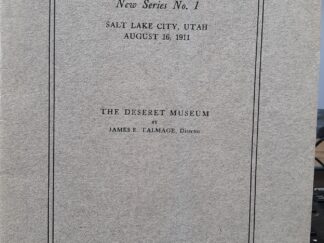 New Series No. 1
SALT LAKE CITY, UTAH
AUGUST 16, 1911
THE DESERET MUSEUM
BY
JAMES E. TALMAGE, Director